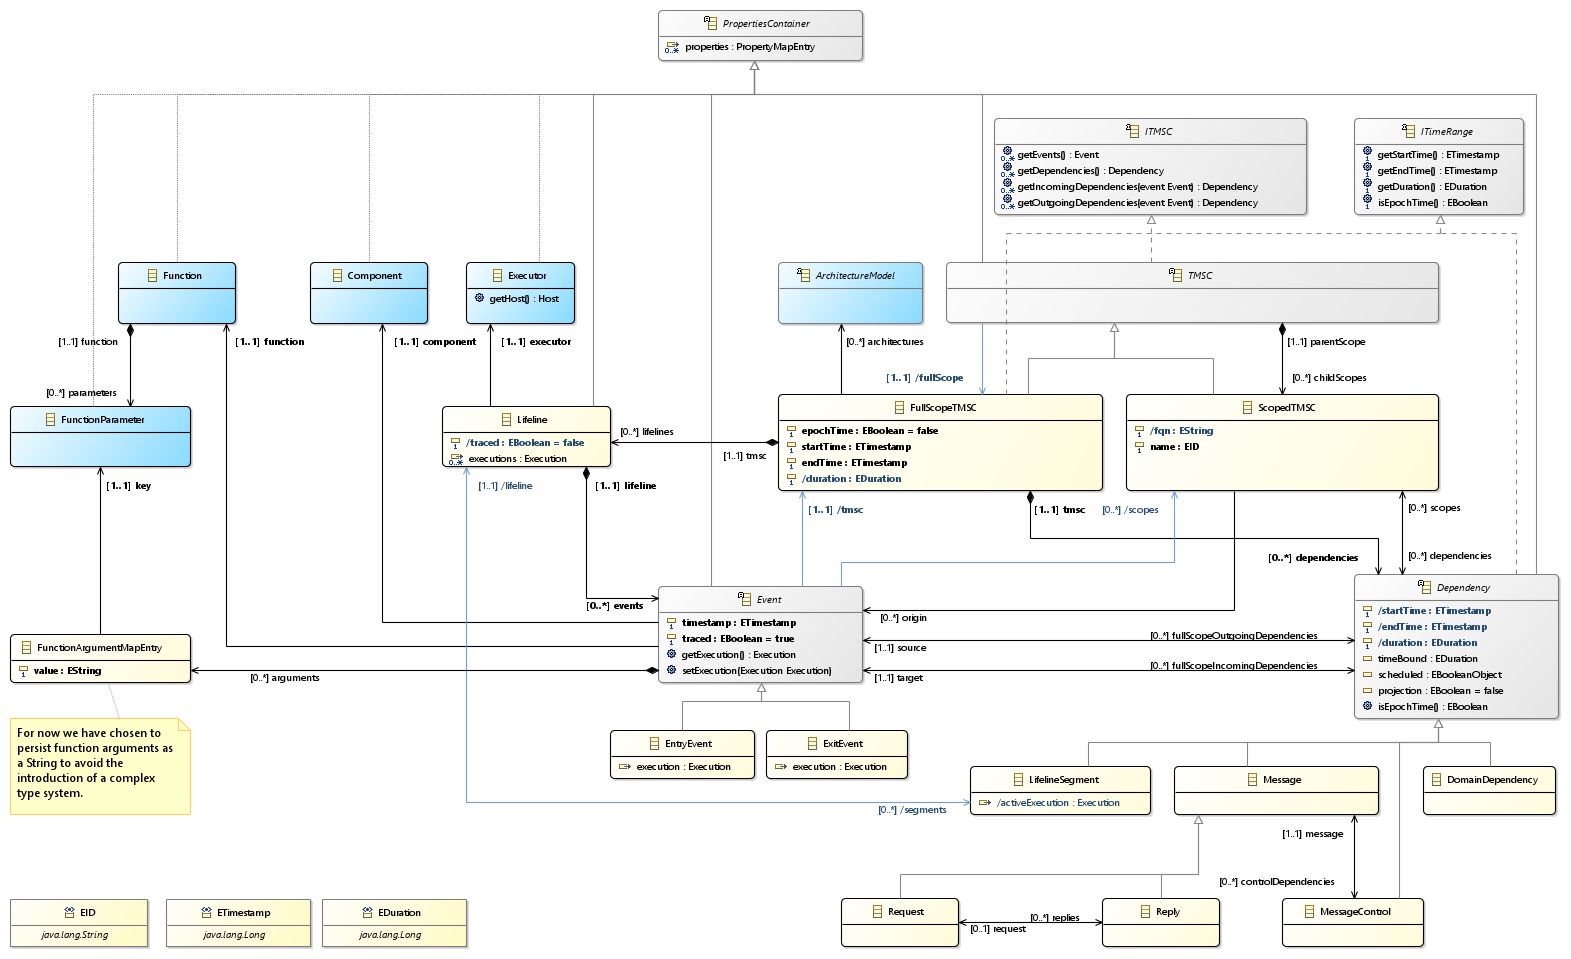 PropertiesContainer
0..* properties : PropertyMapEntry
ITMSC
0..* getEvents() : Event
0..* getDependencies() : Dependency
0..* getIncomingDependencies(event Event) : Dependency
0..* getOutgoingDependencies(event Event) : Dependency
ITimeRange
1 getStartTime() : ETimestamp
1 getEndTime() : ETimestamp
1 getDuration() : EDuration
1 isEpochTime() : EBoolean
Function
Component
Executor
getHost() : Host
ArchitectureModel
TMSC
[1..1] function
[1..1] function
[1..1] component
[1..1] executor
[0..*] architectures
[1..1] parentScope
[0..*] parameters
[1..1] /fullScope
[0..*] childScopes
FunctionParameter
Lifeline
1 /traced : EBoolean = false
0..* executions : Execution
[0..*] lifelines
[1..1] tmsc
FullScopeTMSC
1 epochTime : EBoolean = false
1 startTime : ETimestamp
1 endTime : ETimestamp
1 /duration : EDuration
ScopedTMSC
1 /fqn : EString
1 name : EID
[1..1] key
[1..1] /lifeline
[1..1] lifeline
[1..1] /tmsc
[1..1] tmsc
[0..*] /scopes
[0..*] scopes
[0..*] dependencies
[0..*] dependencies
[0..*] events
Event
1 timestamp : ETimestamp
1 traced : EBoolean = true
getExecution() : Execution
setExecution(Execution Execution)
[0..*] origin
[0..*] fullScopeOutgoingDependencies
[1..1] source
[0..*] fullScopeIncomingDependencies
[1..1] target
Dependency
1 /startTime : ETimestamp
1 /endTime : ETimestamp
1 /duration : EDuration
timeBound : EDuration
scheduled : EBooleanObject
projection : EBoolean = false
isEpochTime() : EBoolean
FunctionArgumentMapEntry
1 value : EString
[0..*] arguments
For now we have chosen to
persist function arguments as
a String to avoid the
introduction of a complex
type system.
EntryEvent
execution : Execution
ExitEvent
execution : Execution
[0..*] /segments
LifelineSegment
/activeExecution : Execution
Message
DomainDependency
[1..1] message
[0..*] controlDependencies
Request
[0..*] replies
[0..1] request
Reply
MessageControl
EID
java.lang.String
ETimestamp
java.lang.Long
EDuration
java.lang.Long